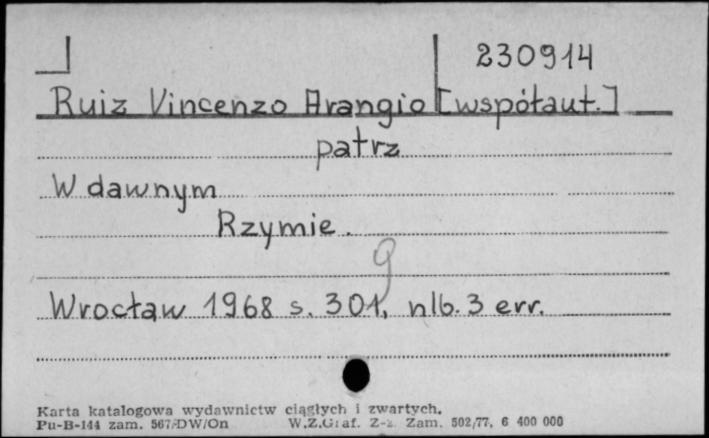 230914
Ruiz Vincenzo Arangio [współaut.]
patrz
W dawnym
Rzymie.
9
Wrocław 1968 s. 301, nlb. 3 err.
Karta katalogowa wydawnictw ciągłych i zwartych.
Pu-B-144 zam. 567/DW/On W.Z.Graf. Z-2 Zam. 502/77, 6 400 000